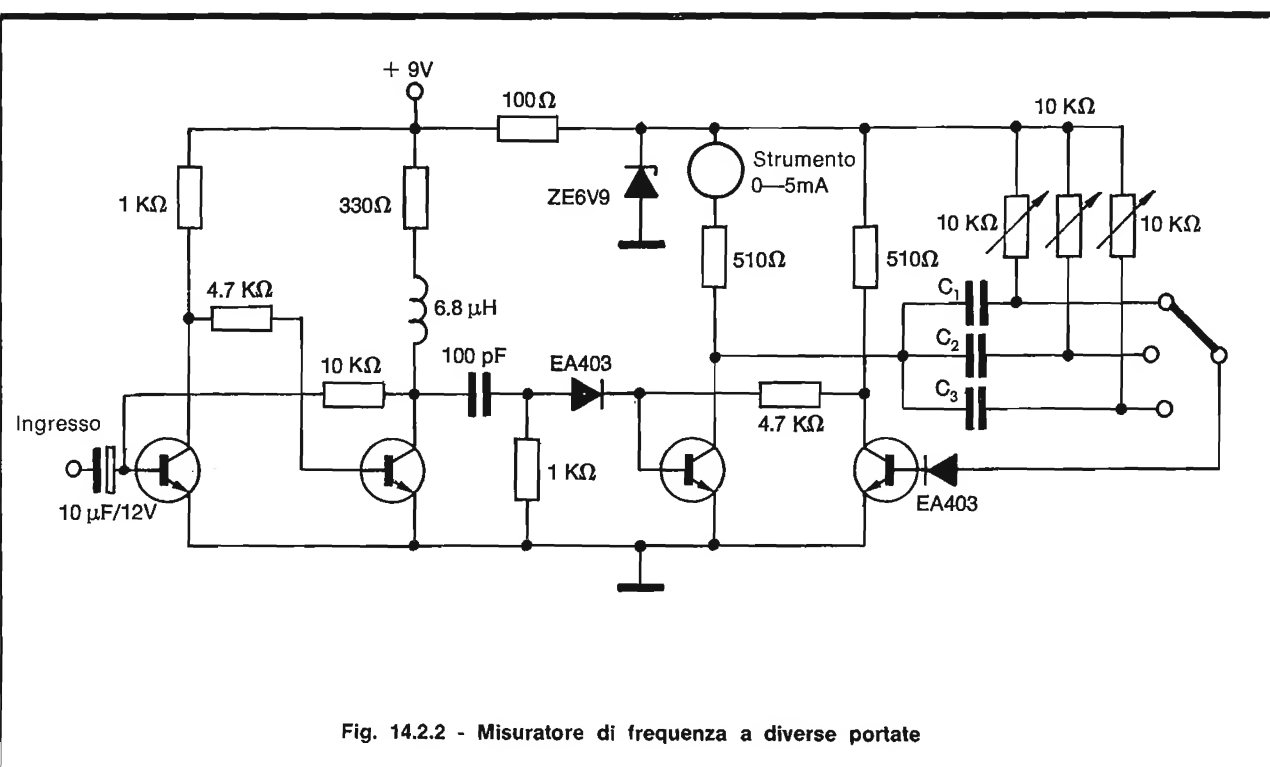 + 9V
100Ω
10 KΩ
Strumento
0—5mA
ZE6V9
1 KΩ
330Ω
10 KΩ
10 KΩ
510Ω
510Ω
4.7 KΩ
6.8 μH
C1
C2
C3
100 pF
EA403
10 KΩ
4.7 KΩ
Ingresso
1 KΩ
10 μF/12V
EA403
Fig. 14.2.2 - Misuratore di frequenza a diverse portate